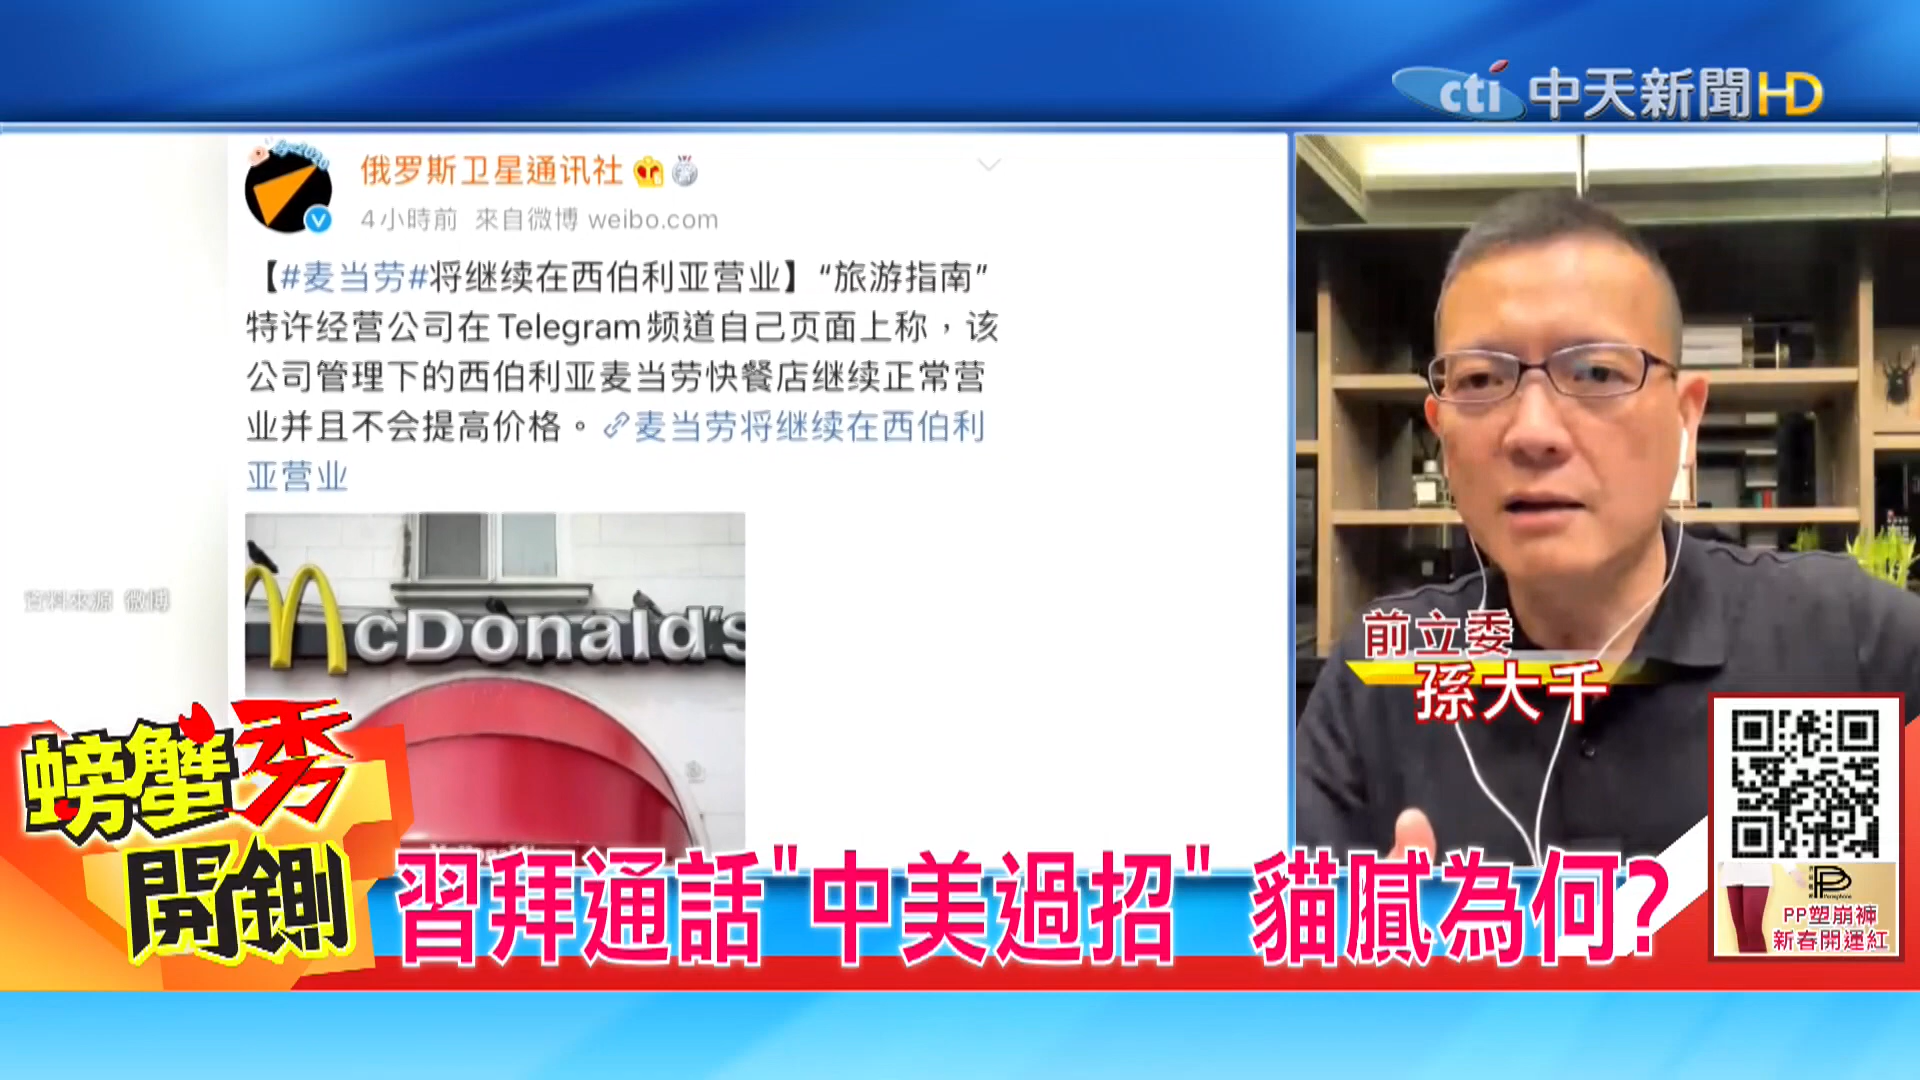 cti 中天新聞HD
俄罗斯卫星通讯社
4小時前 來自微博 weibo.com
【#麦当劳#将继续在西伯利亚营业】“旅游指南”
特许经营公司在Telegram频道自己页面上称，该
公司管理下的西伯利亚麦当劳快餐店继续正常营
业并且不会提高价格。麦当劳将继续在西伯利
亚营业
資料來源 微博
McDonald's
前立委
孫大千
螃蟹秀
開鍘
習拜通話"中美過招" 貓膩為何?
PP塑崩褲
新春開運紅